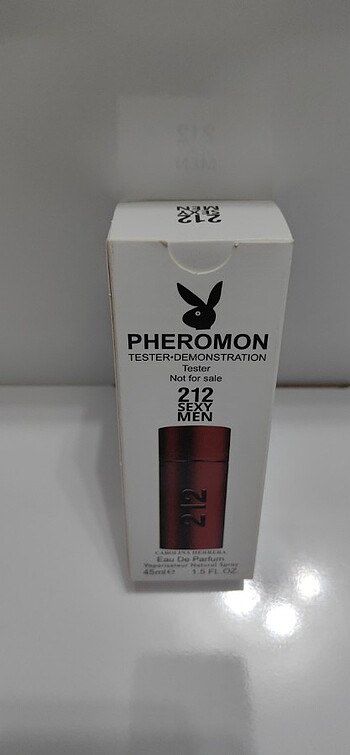 212
SEXY
MEN
PHEROMON
TESTER•DEMONSTRATION
Tester
Not for sale
212
SEXY
MEN
212
CAROLINA HERRERA
Eau De Parfum
Vaporisateur Natural Spray
45ml℮ 1.5 FL OZ.